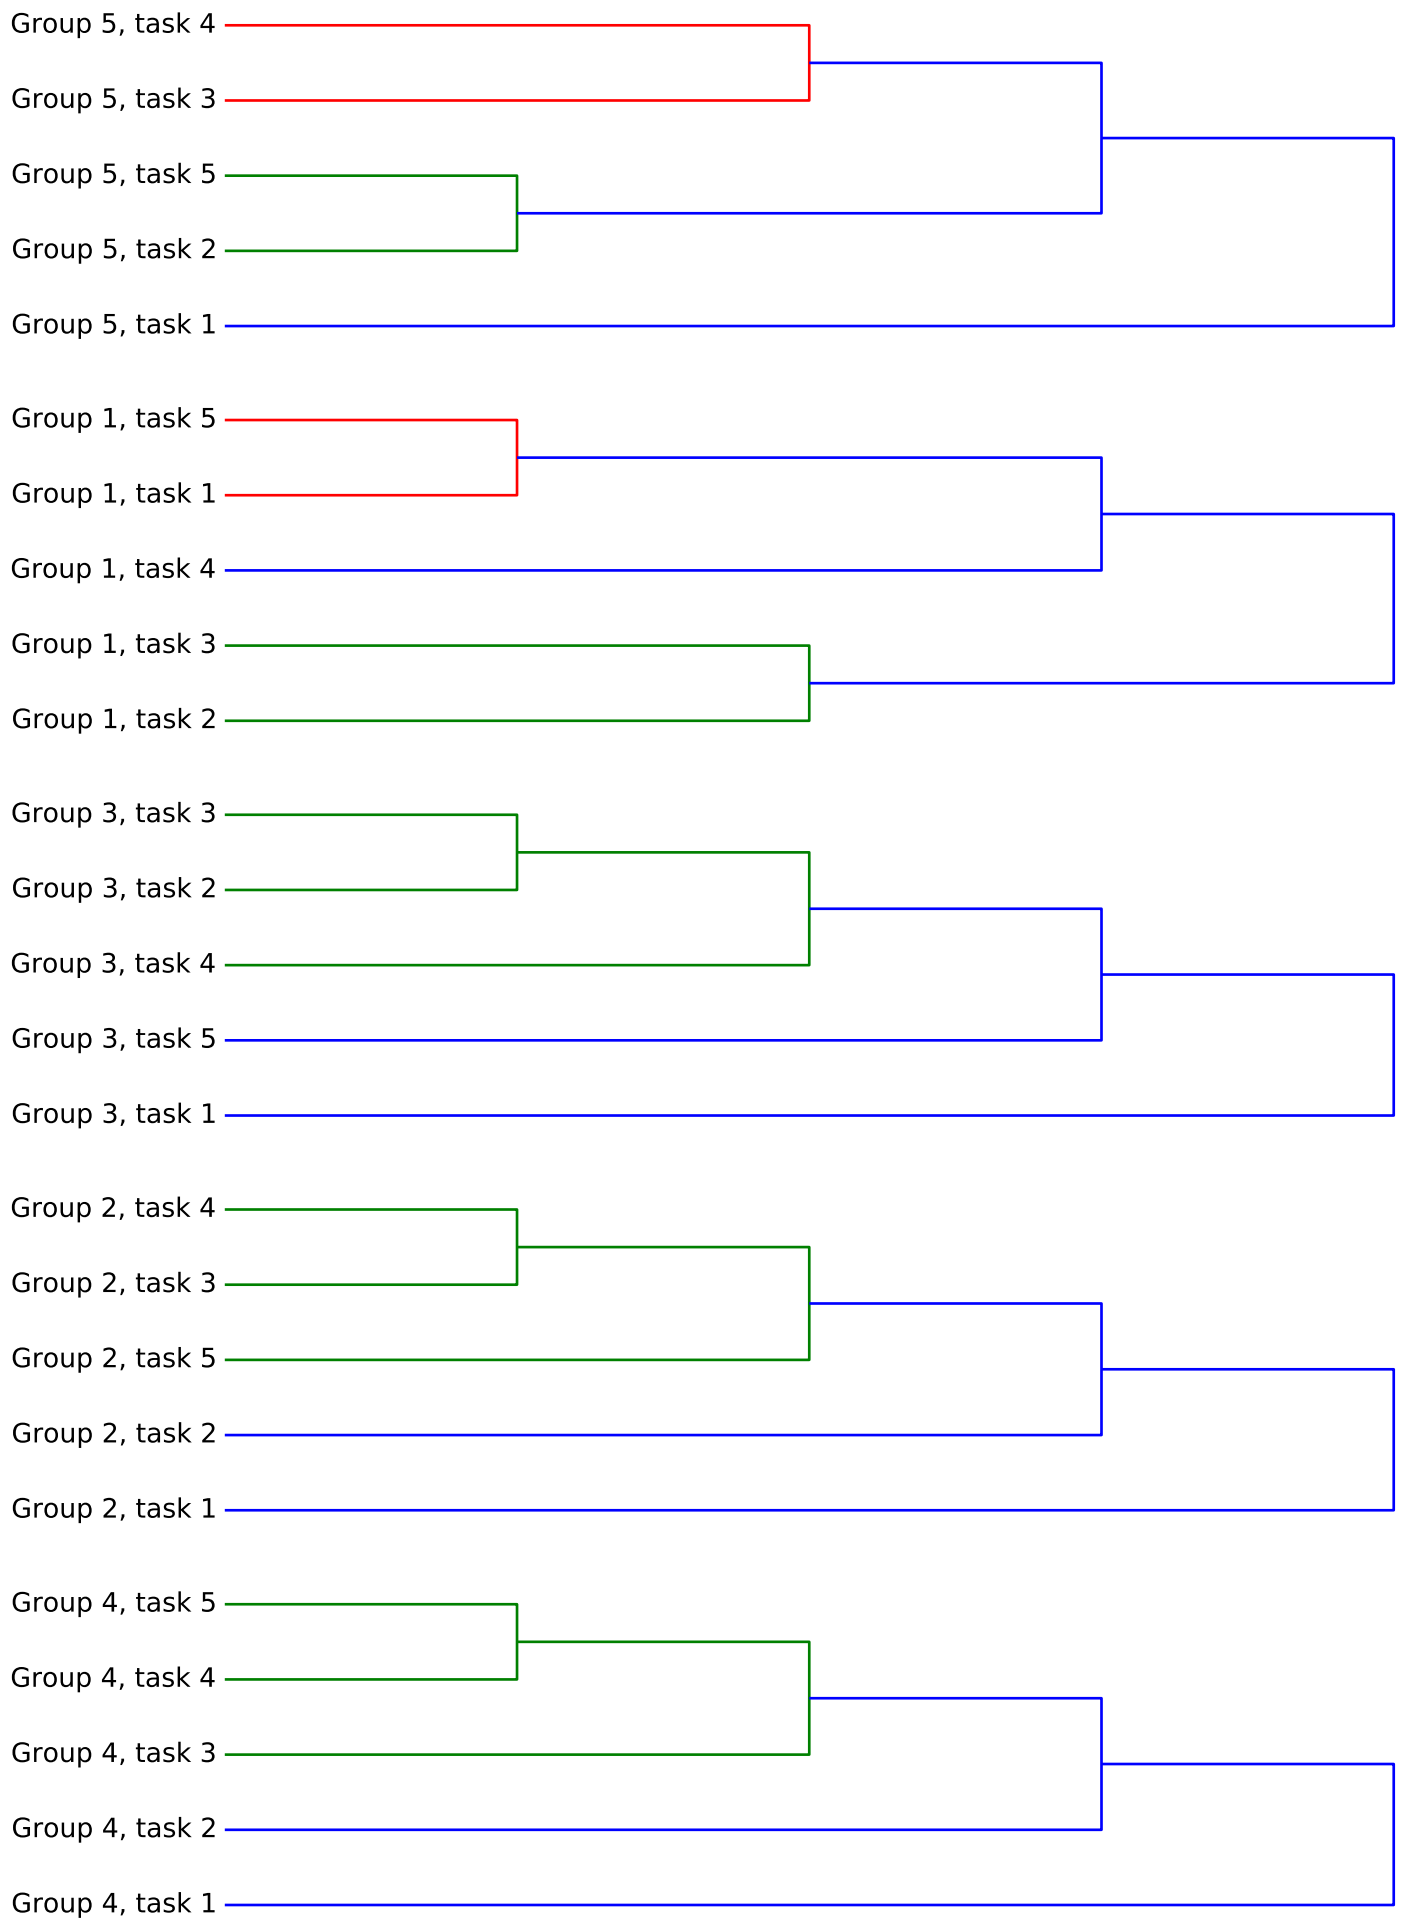 Group 5, task 4
Group 5, task 3
Group 5, task 5
Group 5, task 2
Group 5, task 1
Group 1, task 5
Group 1, task 1
Group 1, task 4
Group 1, task 3
Group 1, task 2
Group 3, task 3
Group 3, task 2
Group 3, task 4
Group 3, task 5
Group 3, task 1
Group 2, task 4
Group 2, task 3
Group 2, task 5
Group 2, task 2
Group 2, task 1
Group 4, task 5
Group 4, task 4
Group 4, task 3
Group 4, task 2
Group 4, task 1